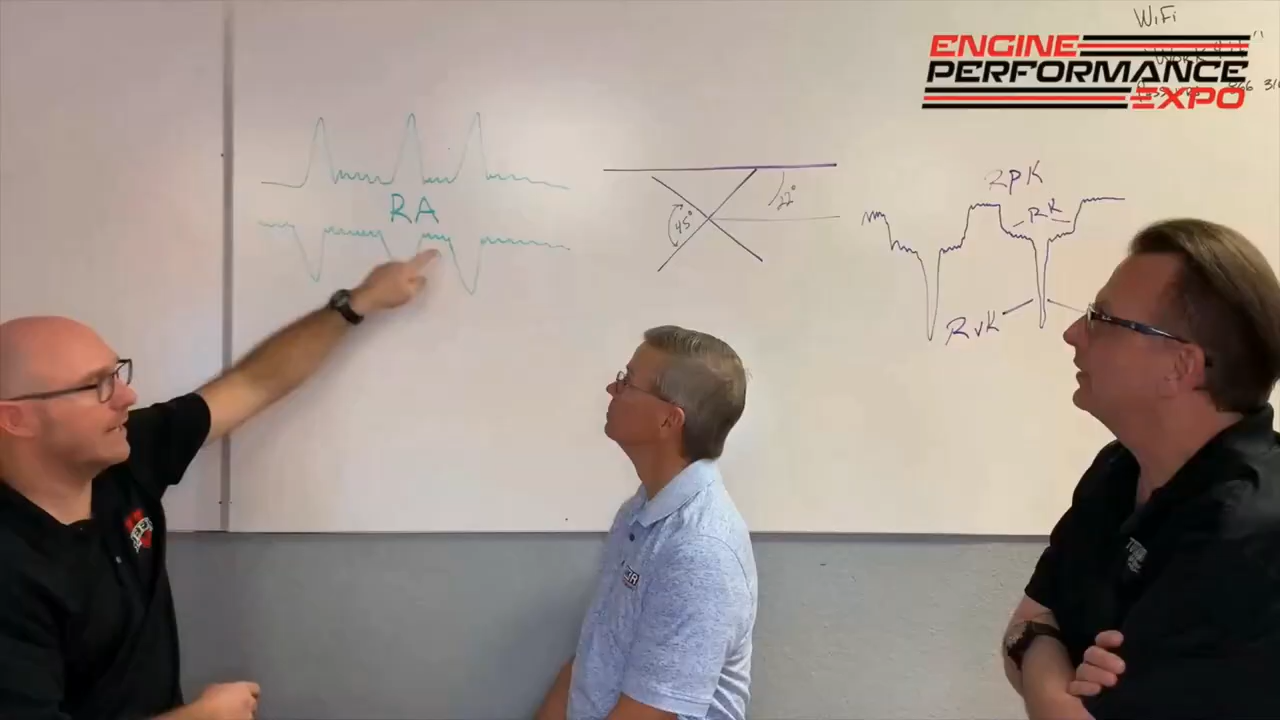 WiFi
ENGINE
PERFORMANCE
EXPO
RA
45°
22°
RPK
RK
RVK